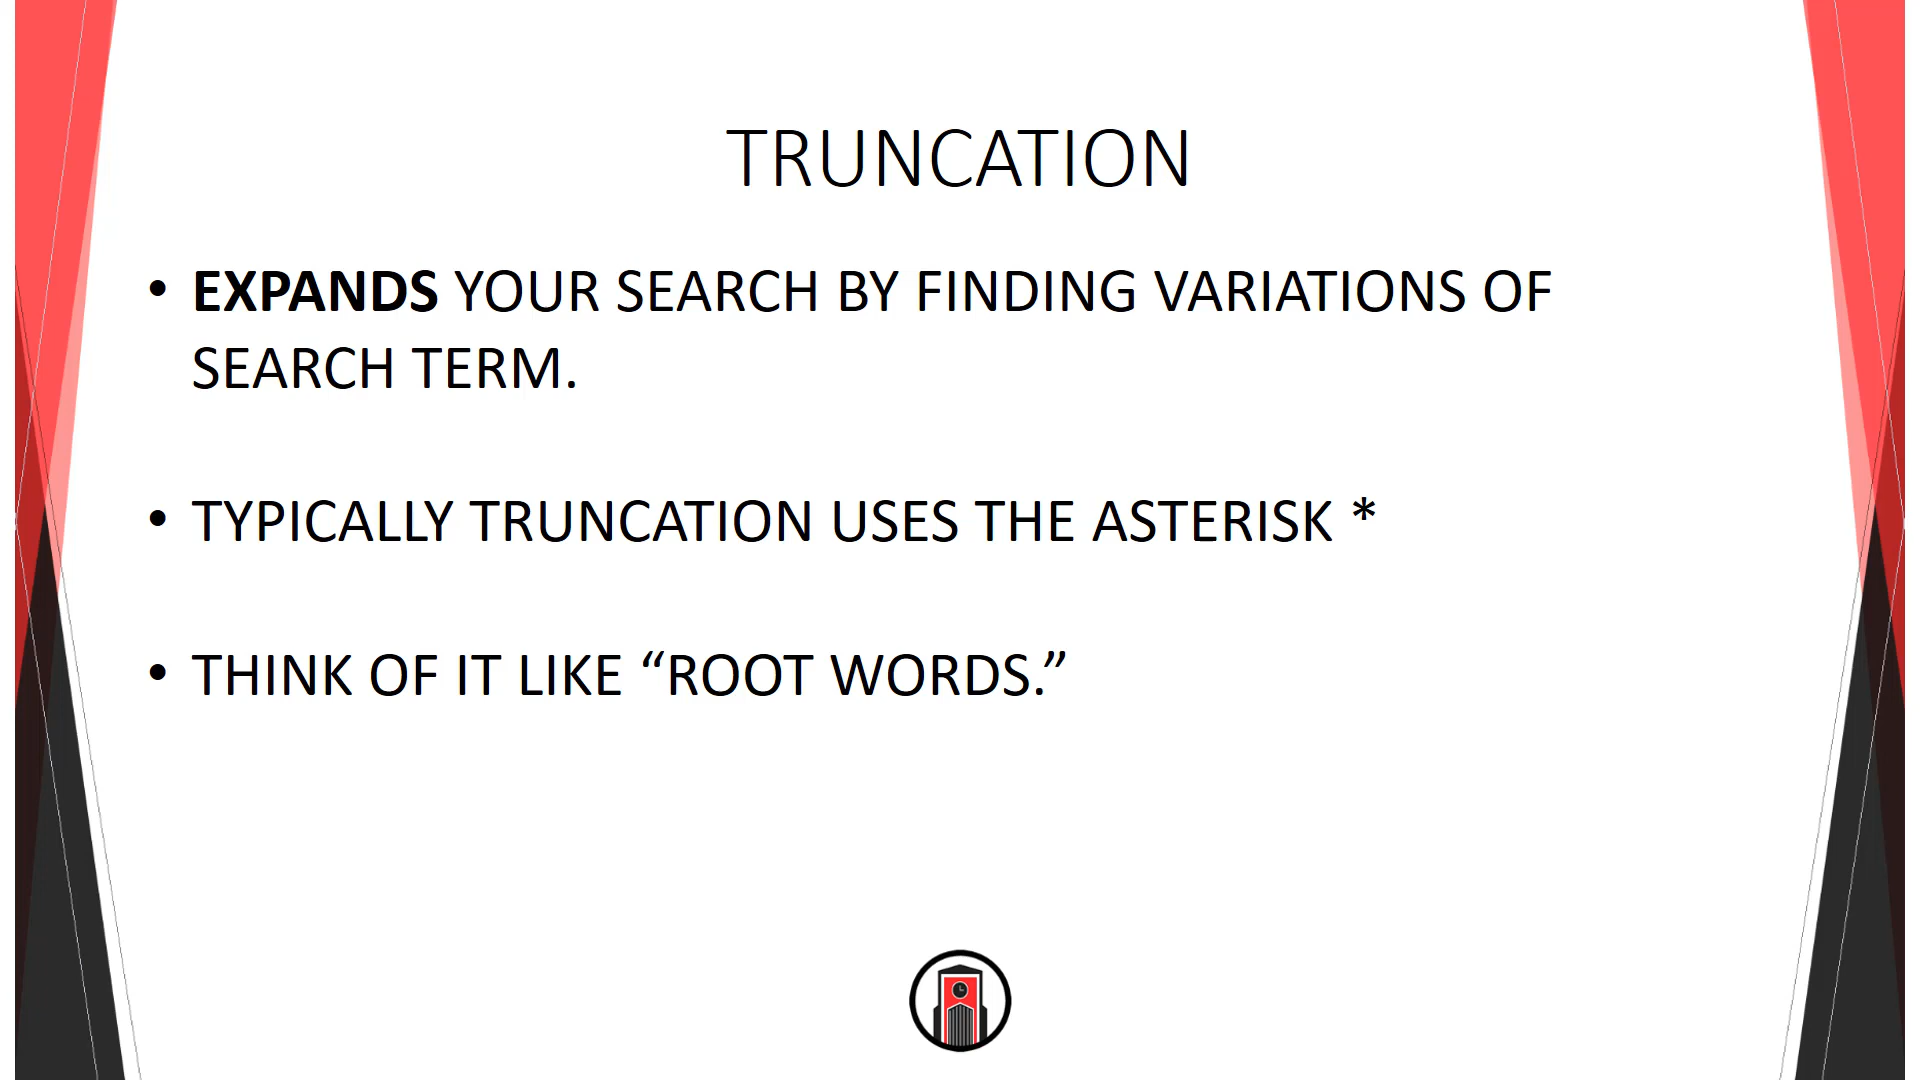 TRUNCATION
• EXPANDS YOUR SEARCH BY FINDING VARIATIONS OF
SEARCH TERM.
• TYPICALLY TRUNCATION USES THE ASTERISK *
• THINK OF IT LIKE “ROOT WORDS.”